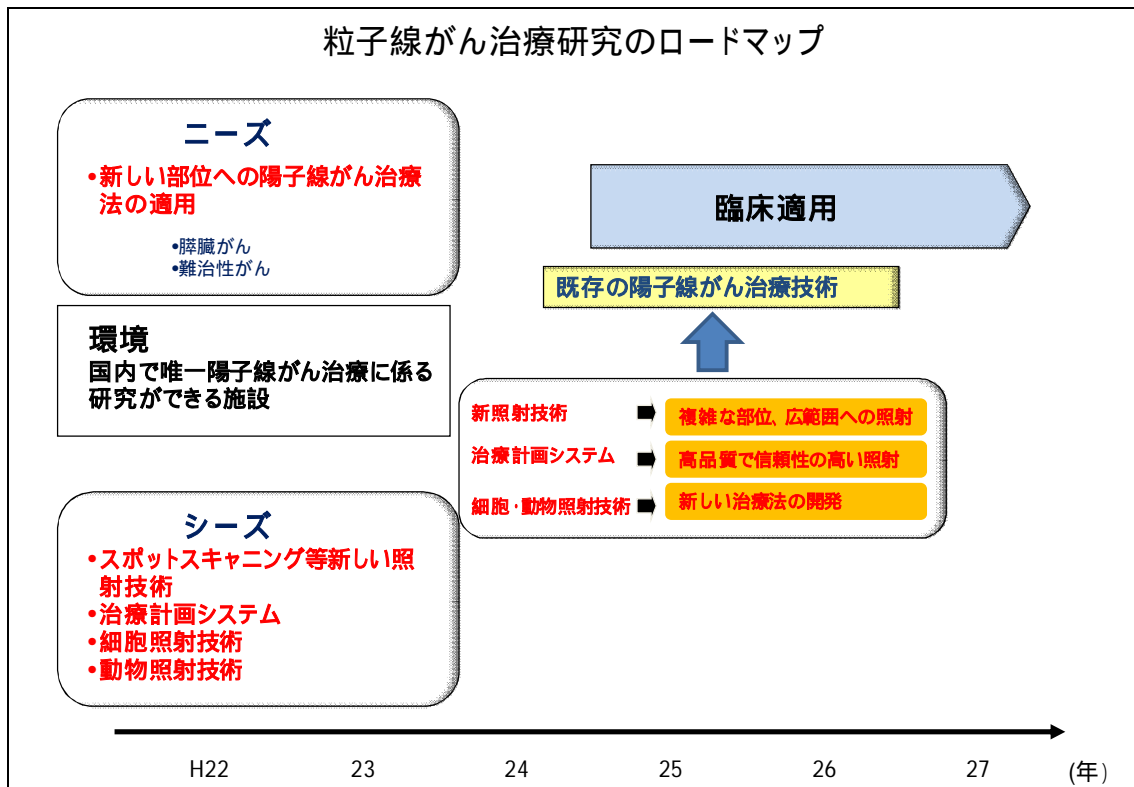 粒子線がん治療研究のロードマップ
ニーズ
•新しい部位への陽子線がん治療
法の適用
•膵臓がん
•難治性がん
環境
国内で唯一陽子線がん治療に係る
研究ができる施設
シーズ
•スポットスキャニング等新しい照
射技術
•治療計画システム
•細胞照射技術
•動物照射技術
臨床適用
既存の陽子線がん治療技術
新照射技術
複雑な部位、広範囲への照射
治療計画システム
高品質で信頼性の高い照射
細胞・動物照射技術
新しい治療法の開発
H22 23 24 25 26 27 (年)